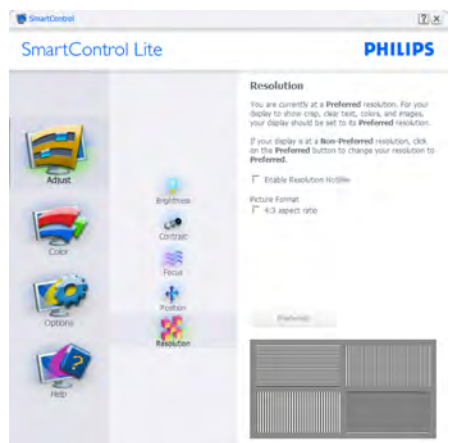 SmartControl
SmartControl Lite
PHILIPS
Resolution
You are currently at a Preferred resolution. For your
display to show crisp, clear text, colors, and images,
your display should be set to its Preferred resolution.
If your display is at a Non-Preferred resolution, click
on the Preferred button to change your resolution to
Preferred.
Enable Resolution Notifier
Picture Format
4:3 aspect ratio
Preferred
Adjust
Color
Options
Help
Brightness
Contrast
Focus
Position
Resolution